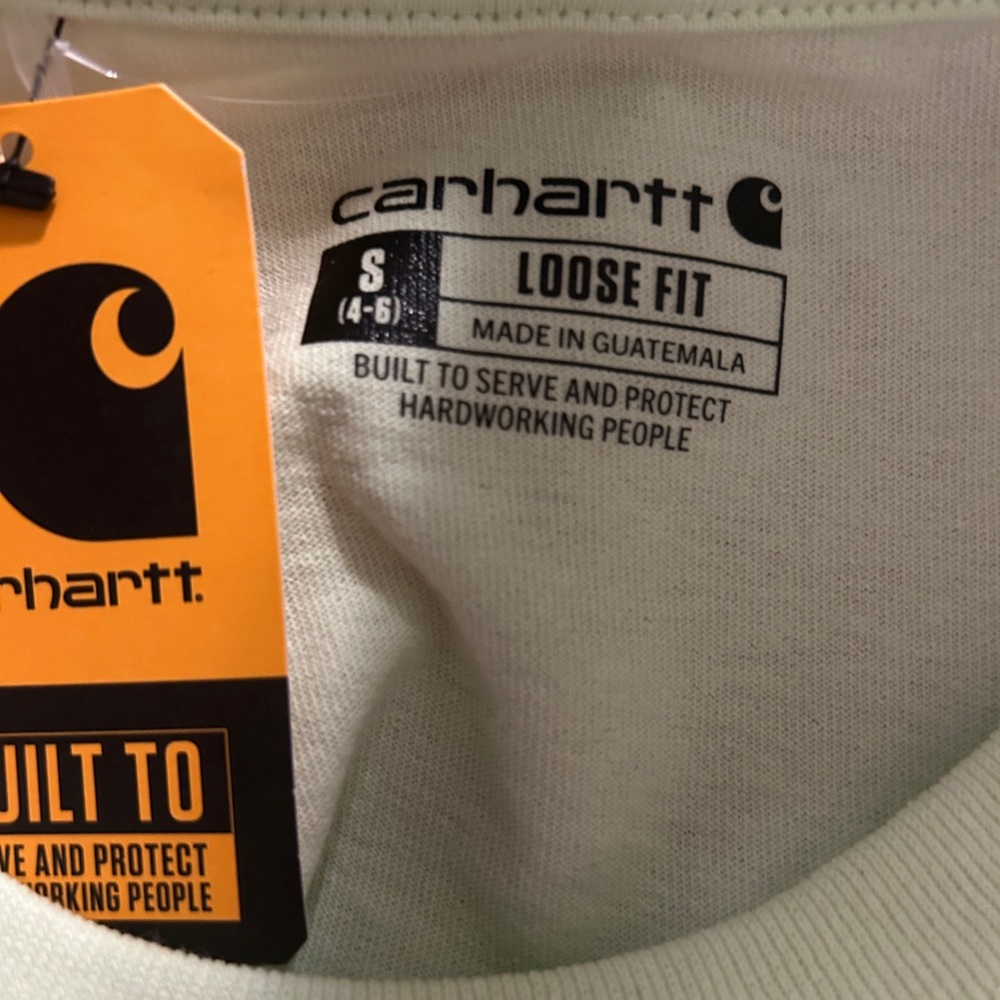 carhartt
S
(4-6)
LOOSE FIT
MADE IN GUATEMALA
BUILT TO SERVE AND PROTECT
HARDWORKING PEOPLE
rhartt.
UILT TO
VE AND PROTECT
ORKING PEOPLE